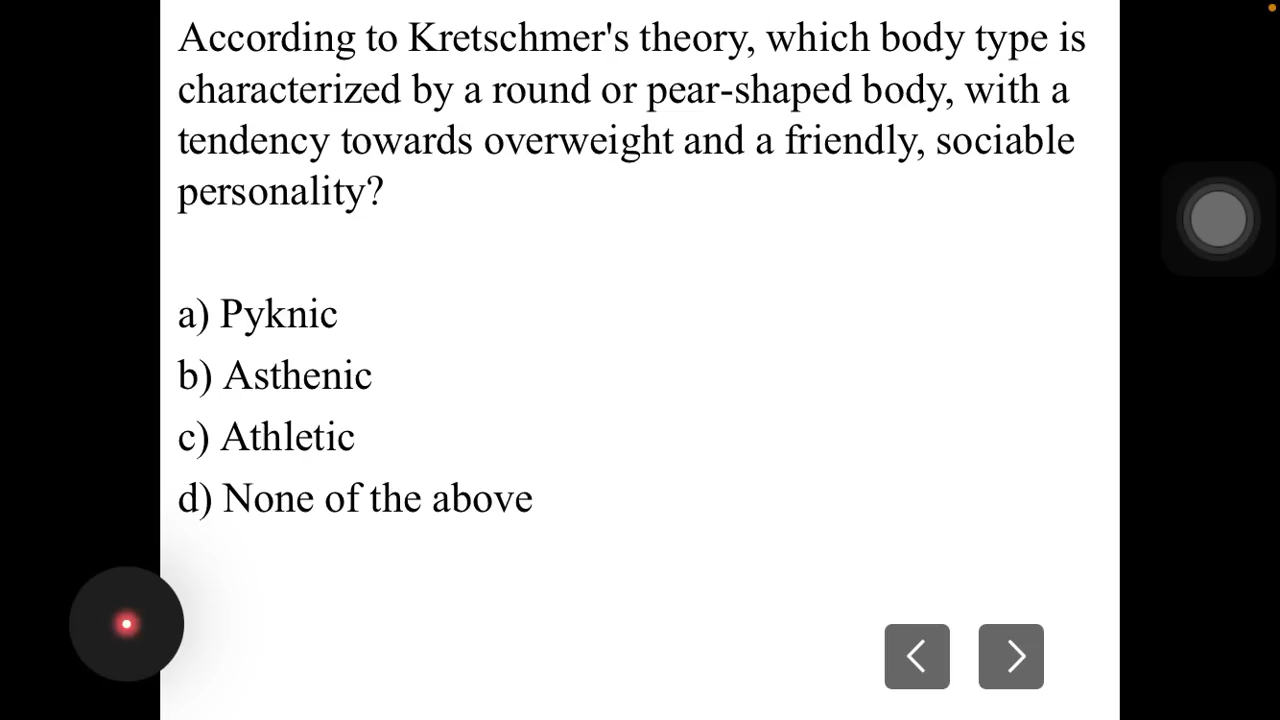 According to Kretschmer's theory, which body type is
characterized by a round or pear-shaped body, with a
tendency towards overweight and a friendly, sociable
personality?
a) Pyknic
b) Asthenic
c) Athletic
d) None of the above